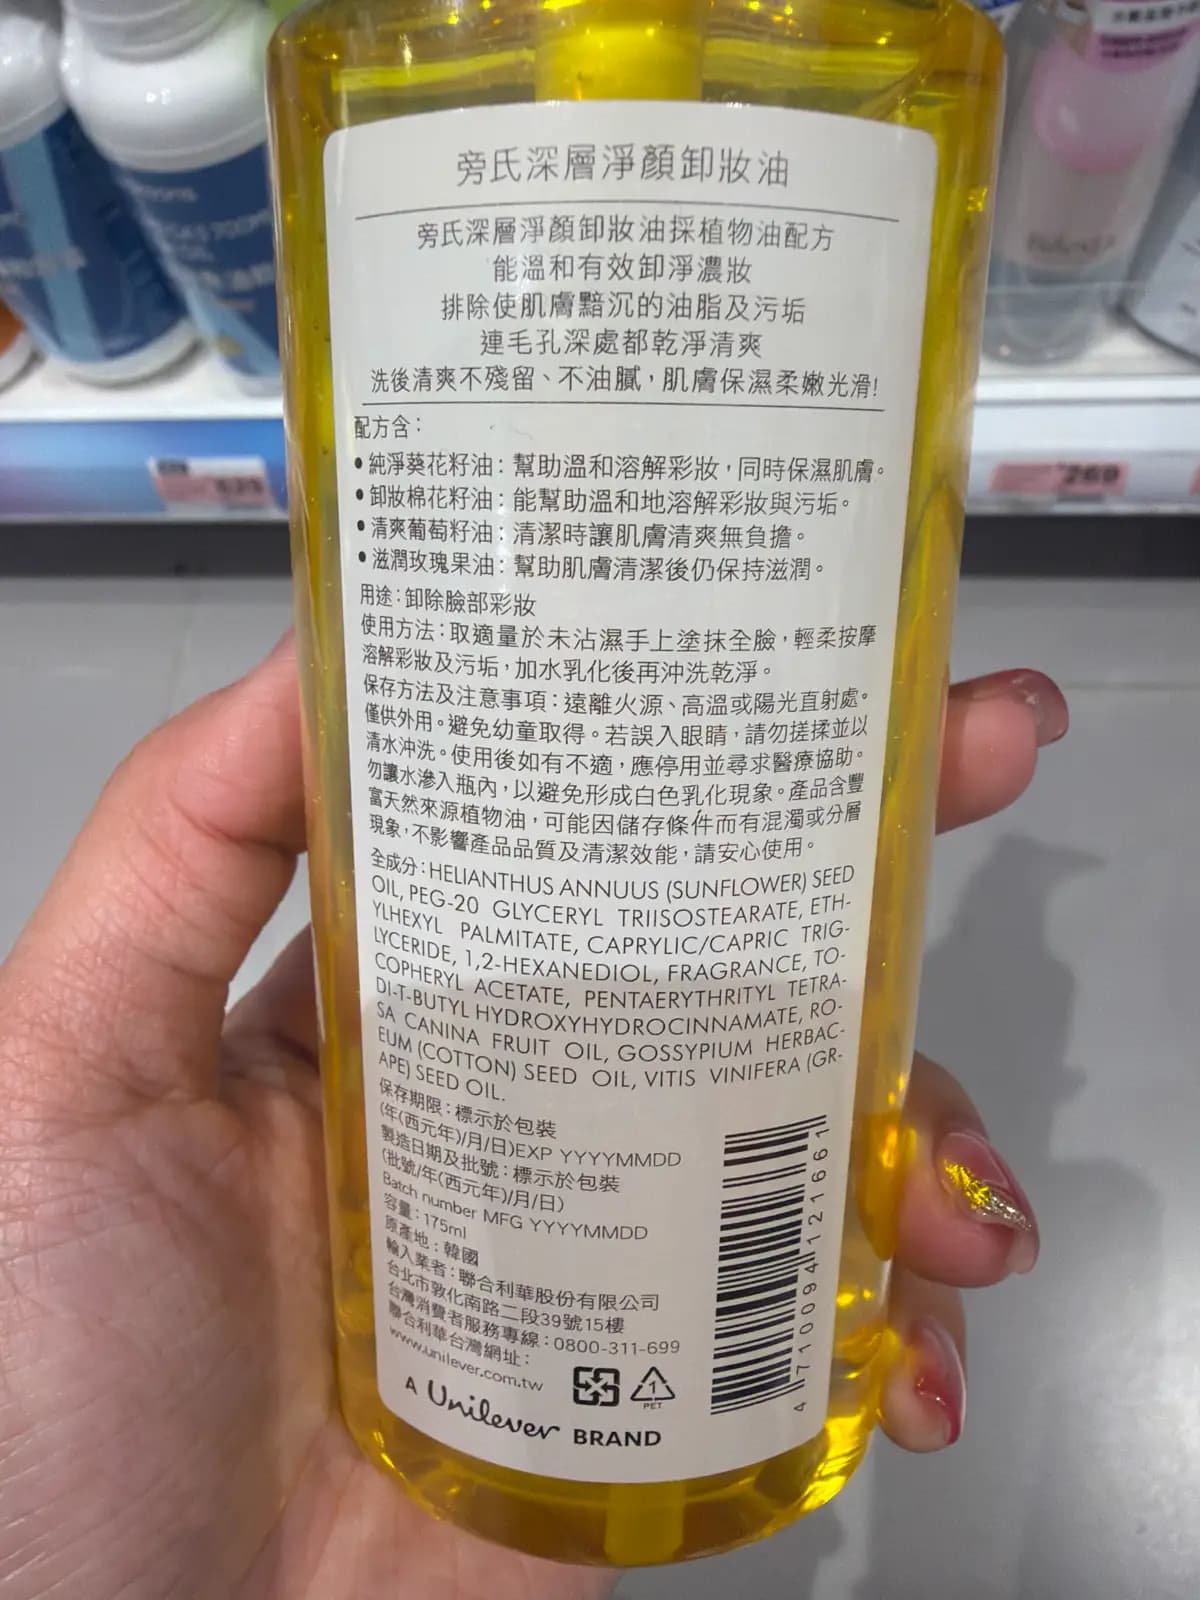 旁氏深層淨顏卸妝油
旁氏深層淨顏卸妝油採植物油配方
能溫和有效卸淨濃妝
排除使肌膚黯沉的油脂及污垢
連毛孔深處都乾淨清爽
洗後清爽不殘留、不油膩，肌膚保濕柔嫩光滑!
配方含：
•純淨葵花籽油：幫助溫和溶解彩妝，同時保濕肌膚。
•卸妝棉花籽油：能幫助溫和地溶解彩妝與污垢。
•清爽葡萄籽油：清潔時讓肌膚清爽無負擔。
•滋潤玫瑰果油：幫助肌膚清潔後仍保持滋潤。
用途：卸除臉部彩妝
使用方法：取適量於未沾濕手上塗抹全臉，輕柔按摩
溶解彩妝及污垢，加水乳化後再沖洗乾淨。
保存方法及注意事項：遠離火源、高溫或陽光直射處。
僅供外用。避免幼童取得。若誤入眼睛，請勿搓揉並以
清水沖洗。使用後如有不適，應停用並尋求醫療協助。
勿讓水滲入瓶內，以避免形成白色乳化現象。產品含豐
富天然來源植物油，可能因儲存條件而有混濁或分層
現象，不影響產品品質及清潔效能，請安心使用。
全成分：HELIANTHUS ANNUUS (SUNFLOWER) SEED
OIL, PEG-20 GLYCERYL TRIISOSTEARATE, ETH-
YLHEXYL PALMITATE, CAPRYLIC/CAPRIC TRIG-
LYCERIDE, 1,2-HEXANEDIOL, FRAGRANCE, TO-
COPHERYL ACETATE, PENTAERYTHRITYL TETRA-
DI-T-BUTYL HYDROXYHYDROCINNAMATE, RO-
SA CANINA FRUIT OIL, GOSSYPIUM HERBAC-
EUM (COTTON) SEED OIL, VITIS VINIFERA (GR-
APE) SEED OIL.
保存期限：標示於包裝
(年(西元年)/月/日)EXP YYYYMMDD
製造日期及批號：標示於包裝
(批號/年(西元年)/月/日)
Batch number MFG YYYYMMDD
容量：175ml
原產地：韓國
輸入業者：聯合利華股份有限公司
台北市敦化南路二段39號15樓
台灣消費者服務專線：0800-311-699
聯合利華台灣網址：
www.unilever.com.tw
1
PET
A Unilever BRAND
4710094121661
269